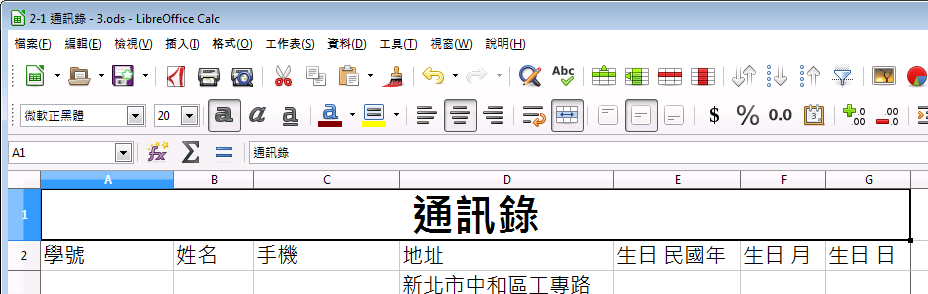 2-1 通訊錄 - 3.ods - LibreOffice Calc
檔案(F) 編輯(E) 檢視(V) 插入(I) 格式(O) 工作表(S) 資料(D) 工具(T) 視窗(W) 說明(H)
Abc
微軟正黑體 20 a a a a $ % 0.0 .00 .00
A1 fx Σ = 通訊錄
A B C D E F G
1 通訊錄
2 學號 姓名 手機 地址 生日 民國年 生日 月 生日 日
新北市中和區工專路